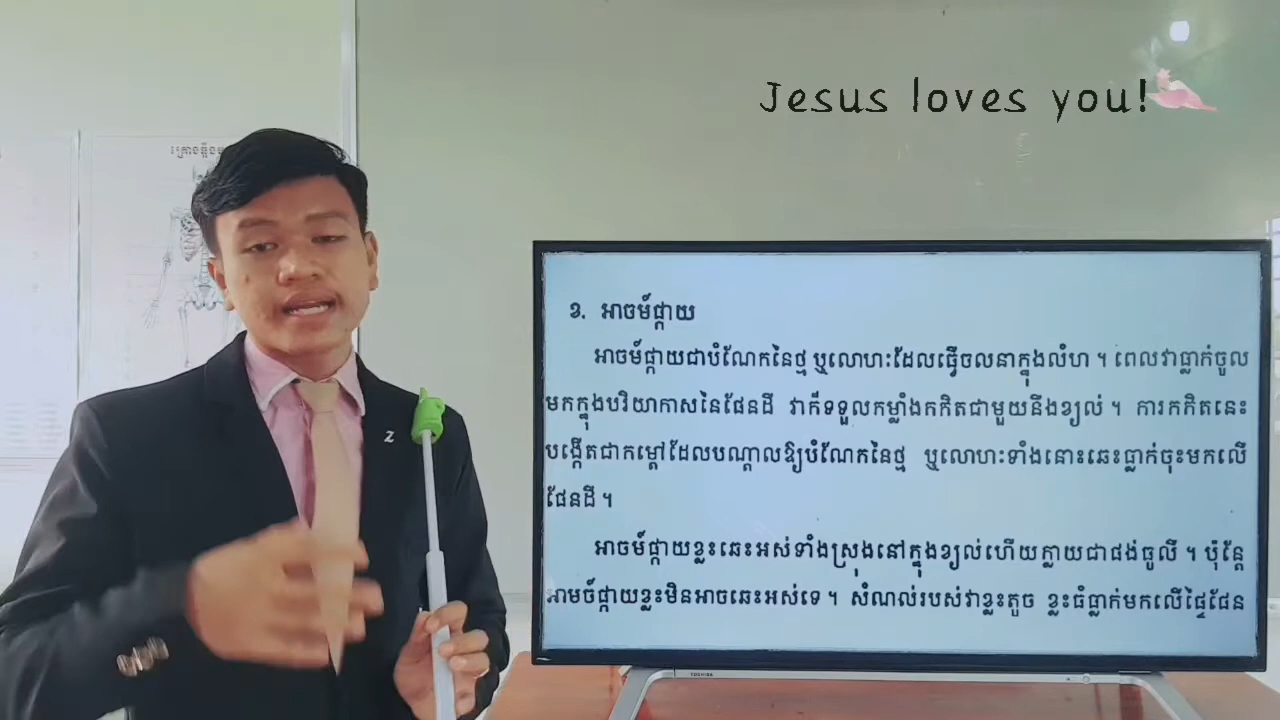 Jesus loves you!
គ្រោងឆ្អឹង
z
ខ. អាចម៍ផ្កាយ
អាចម៍ផ្កាយជាបំណែកនៃថ្ម ឬលោហៈដែលធ្វើចលនាក្នុងលំហ ។ ពេលវាធ្លាក់ចូល
មកក្នុងបរិយាកាសនៃផែនដី វាក៏ទទួលកម្លាំងកកិតជាមួយនឹងខ្យល់ ។ ការកកិតនេះ
បង្កើតជាកម្ដៅដែលបណ្ដាលឱ្យបំណែកនៃថ្ម ឬលោហៈទាំងនោះឆេះធ្លាក់ចុះមកលើ
ផែនដី ។
អាចម៍ផ្កាយខ្លះឆេះអស់ទាំងស្រុងនៅក្នុងខ្យល់ហើយក្លាយជាផង់ធូលី ។ ប៉ុន្តែ
អាមច៍ផ្កាយខ្លះមិនអាចឆេះអស់ទេ ។ សំណល់របស់វាខ្លះតូច ខ្លះធំធ្លាក់មកលើផ្ទៃផែន
TOSHIBA